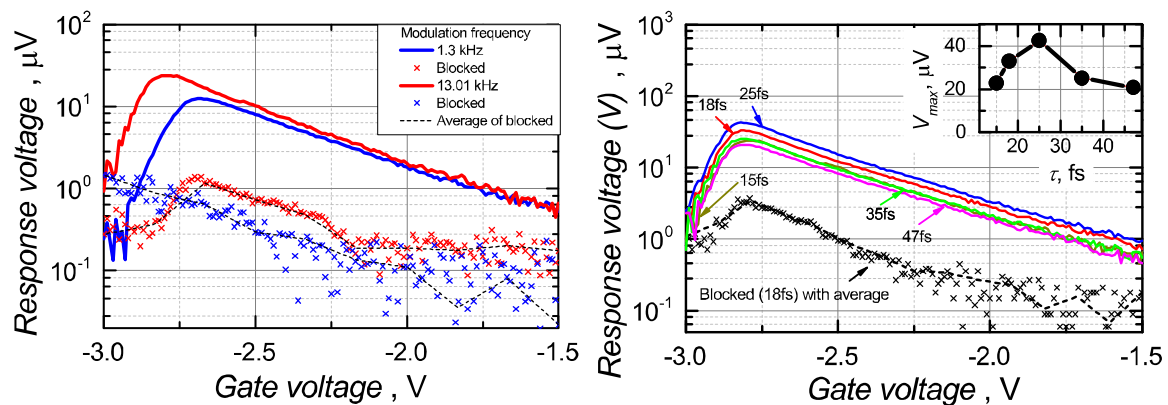 Response voltage , μV
10²
10¹
10⁰
10⁻¹
-3.0
-2.5
-2.0
-1.5
Gate voltage , V
Modulation frequency
1.3 kHz
Blocked
13.01 kHz
Blocked
Average of blocked
Response voltage (V) , μV
10³
10²
10¹
10⁰
10⁻¹
-3.0
-2.5
-2.0
-1.5
Gate voltage , V
18fs
25fs
15fs
35fs
47fs
Blocked (18fs) with average
Vmax, μV
40
20
0
20
30
40
τ, fs